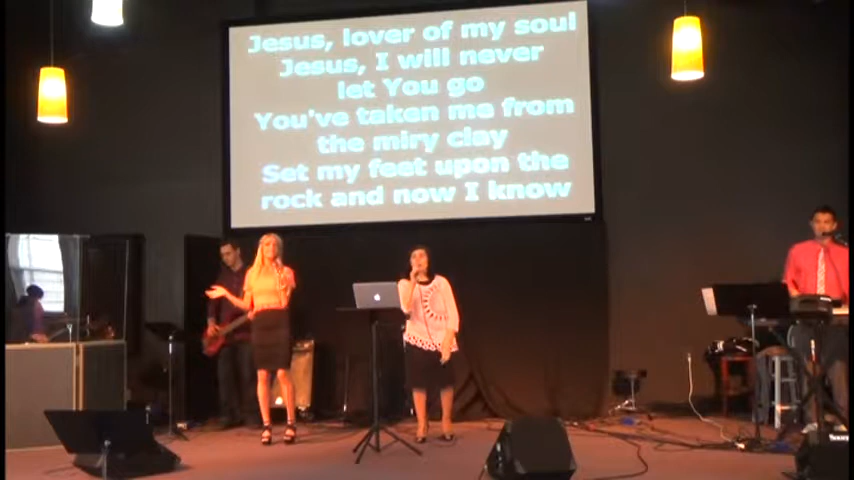 Jesus, lover of my soul
Jesus, I will never
let You go
You've taken me from
the miry clay
Set my feet upon the
rock and, now I know